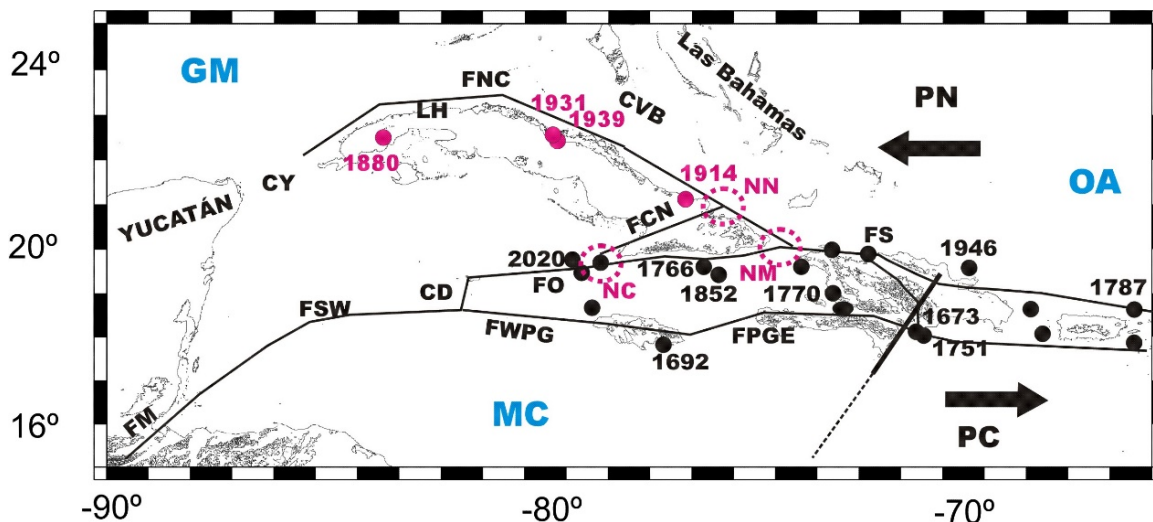 24º
20º
16º
-90º
-80º
-70º
GM
FNC
LH
1931
1939
CVB
Las Bahamas
PN
1880
CY
1914
NN
OA
YUCATÁN
FCN
2020
FO
NC
1766
1852
NM
FS
1946
1770
1787
CD
FSW
FWPG
FPGE
1673
1692
1751
FM
MC
PC